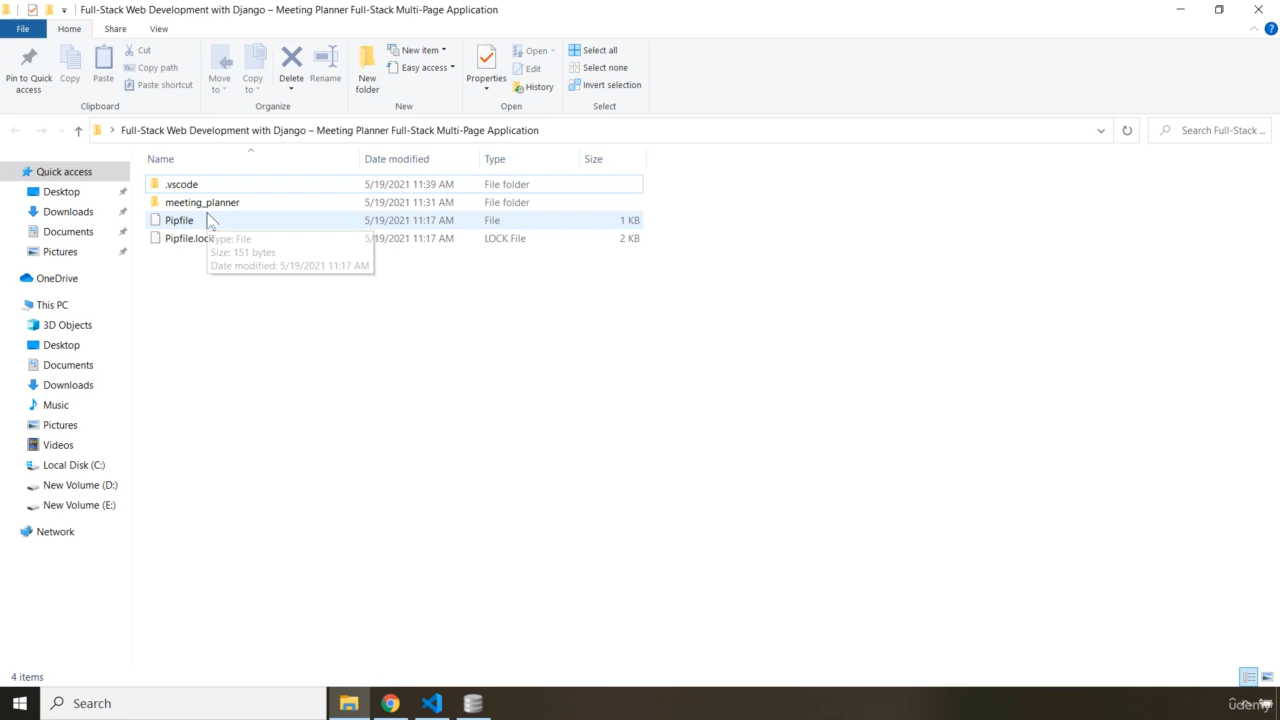 Full-Stack Web Development with Django – Meeting Planner Full-Stack Multi-Page Application
File Home Share View
Pin to Quick access
Copy
Paste
Cut
Copy path
Paste shortcut
Clipboard
Move to
Copy to
Delete
Rename
Organize
New folder
New item
Easy access
New
Properties
Open
Edit
History
Open
Select all
Select none
Invert selection
Select
Full-Stack Web Development with Django – Meeting Planner Full-Stack Multi-Page Application
Search Full-Stack ...
Name Date modified Type Size
.vscode 5/19/2021 11:39 AM File folder
meeting_planner 5/19/2021 11:31 AM File folder
Pipfile 5/19/2021 11:17 AM File 1 KB
Pipfile.lock 5/19/2021 11:17 AM LOCK File 2 KB
Type: File
Size: 151 bytes
Date modified: 5/19/2021 11:17 AM
Quick access
Desktop
Downloads
Documents
Pictures
OneDrive
This PC
3D Objects
Desktop
Documents
Downloads
Music
Pictures
Videos
Local Disk (C:)
New Volume (D:)
New Volume (E:)
Network
4 items
Search
udemy